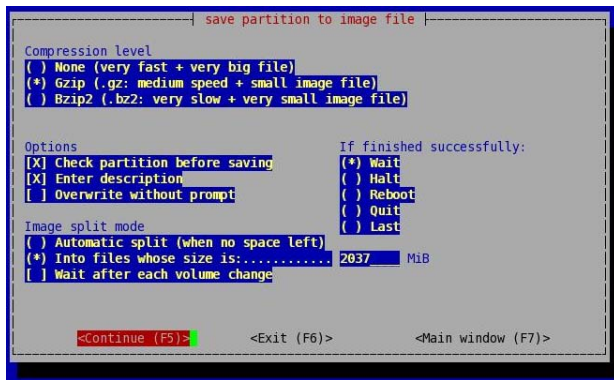 save partition to image file
Compression level
( ) None (very fast + very big file)
(*) Gzip (.gz: medium speed + small image file)
( ) Bzip2 (.bz2: very slow + very small image file)
Options
[X] Check partition before saving
[X] Enter description
[ ] Overwrite without prompt
If finished successfully:
(*) Wait
( ) Halt
( ) Reboot
( ) Quit
( ) Last
Image split mode
( ) Automatic split (when no space left)
(*) Into files whose size is:............ 2037____ MiB
[ ] Wait after each volume change
<Continue (F5)> <Exit (F6)> <Main window (F7)>